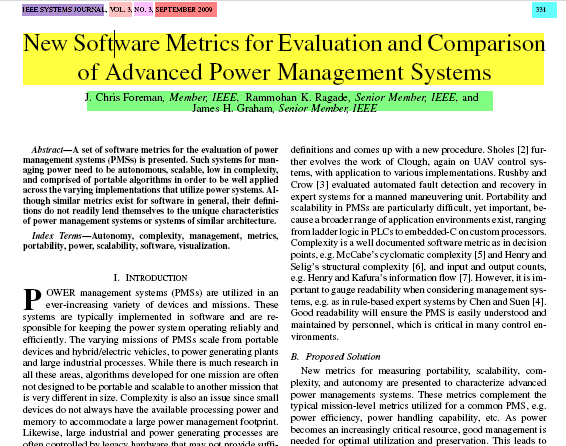 IEEE SYSTEMS JOURNAL, VOL. 3, NO. 3, SEPTEMBER 2009 331
New Software Metrics for Evaluation and Comparison
of Advanced Power Management Systems
J. Chris Foreman, Member, IEEE, Rammohan K. Ragade, Senior Member, IEEE, and
James H. Graham, Senior Member, IEEE
Abstract—A set of software metrics for the evaluation of power
management systems (PMSs) is presented. Such systems for man-
aging power need to be autonomous, scalable, low in complexity,
and comprised of portable algorithms in order to be well applied
across the varying implementations that utilize power systems. Al-
though similar metrics exist for software in general, their defini-
tions do not readily lend themselves to the unique characteristics
of power management systems or systems of similar architecture.
Index Terms—Autonomy, complexity, management, metrics,
portability, power, scalability, software, visualization.
I. INTRODUCTION
POWER management systems (PMSs) are utilized in an
ever-increasing variety of devices and missions. These
systems are typically implemented in software and are re-
sponsible for keeping the power system operating reliably and
efficiently. The varying missions of PMSs scale from portable
devices and hybrid/electric vehicles, to power generating plants
and large industrial processes. While there is much research in
all these areas, algorithms developed for one mission are often
not designed to be portable and scalable to another mission that
is very different in size. Complexity is also an issue since small
devices do not always have the available processing power and
memory to accommodate a large power management footprint.
Likewise, large industrial and power generating processes are
often controlled by legacy hardware that may not provide suffi-
definitions and comes up with a new procedure. Sholes [2] fur-
ther evolves the work of Clough, again on UAV control sys-
tems, with application to various implementations. Rushby and
Crow [3] evaluated automated fault detection and recovery in
expert systems for a manned maneuvering unit. Portability and
scalability in PMSs are particularly difficult, yet important, be-
cause a broader range of application environments exist, ranging
from ladder logic in PLCs to embedded-C on custom processors.
Complexity is a well documented software metric as in decision
points, e.g. McCabe's cyclomatic complexity [5] and Henry and
Selig's structural complexity [6], and input and output counts,
e.g. Henry and Kafura's information flow [7]. However, it is im-
portant to gauge readability when considering management sys-
tems, e.g. as in rule-based expert systems by Chen and Suen [4].
Good readability will ensure the PMS is easily understood and
maintained by personnel, which is critical in many control en-
vironments.
B. Proposed Solution
New metrics for measuring portability, scalability, com-
plexity, and autonomy are presented to characterize advanced
power managements systems. These metrics complement the
typical mission-level metrics utilized for a common PMS, e.g.
power efficiency, power handling capability, etc. As power
becomes an increasingly critical resource, good management is
needed for optimal utilization and preservation. This leads to